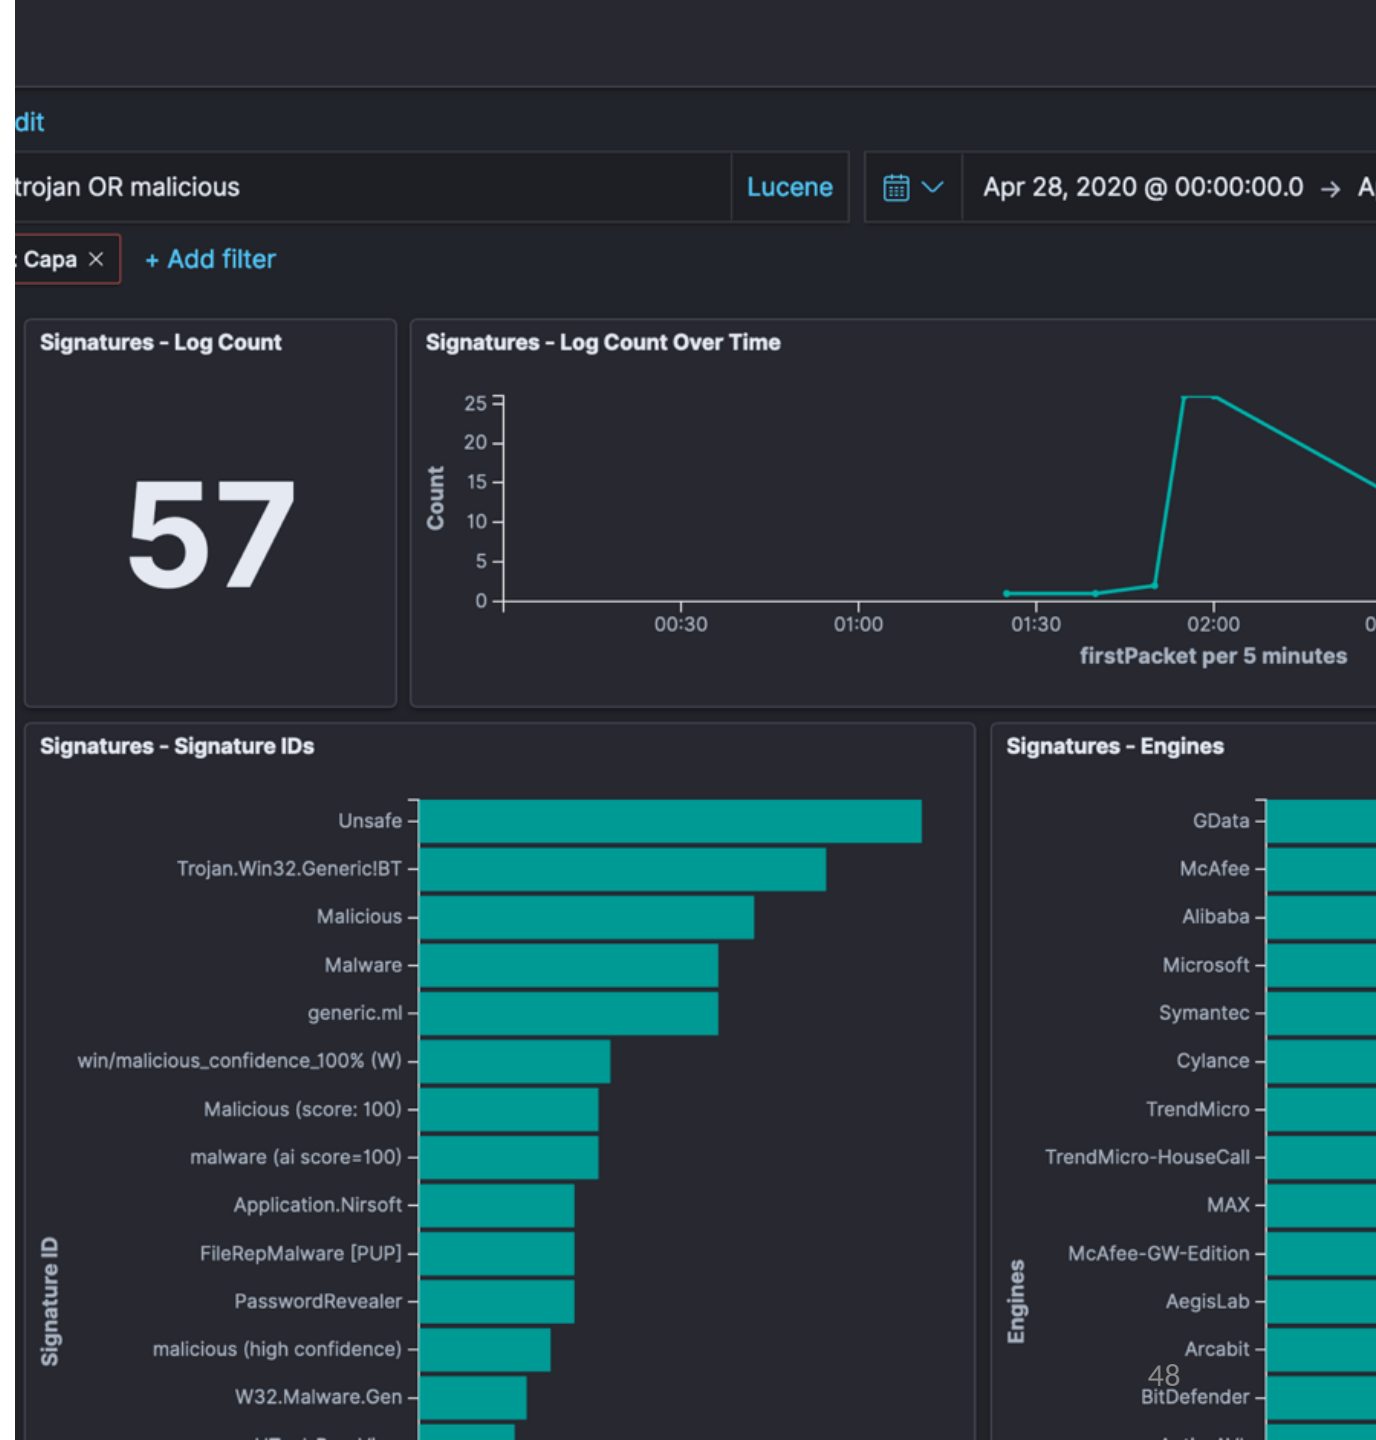 dit
trojan OR malicious
Lucene
Apr 28, 2020 @ 00:00:00.0 → A
: Capa ×
+ Add filter
Signatures - Log Count
57
Signatures - Log Count Over Time
Count
25
20
15
10
5
0
00:30
01:00
01:30
02:00
0
firstPacket per 5 minutes
Signatures - Signature IDs
Signature ID
Unsafe
Trojan.Win32.Generic!BT
Malicious
Malware
generic.ml
win/malicious_confidence_100% (W)
Malicious (score: 100)
malware (ai score=100)
Application.Nirsoft
FileRepMalware [PUP]
PasswordRevealer
malicious (high confidence)
W32.Malware.Gen
Signatures - Engines
Engines
GData
McAfee
Alibaba
Microsoft
Symantec
Cylance
TrendMicro
TrendMicro-HouseCall
MAX
McAfee-GW-Edition
AegisLab
Arcabit
48
BitDefender